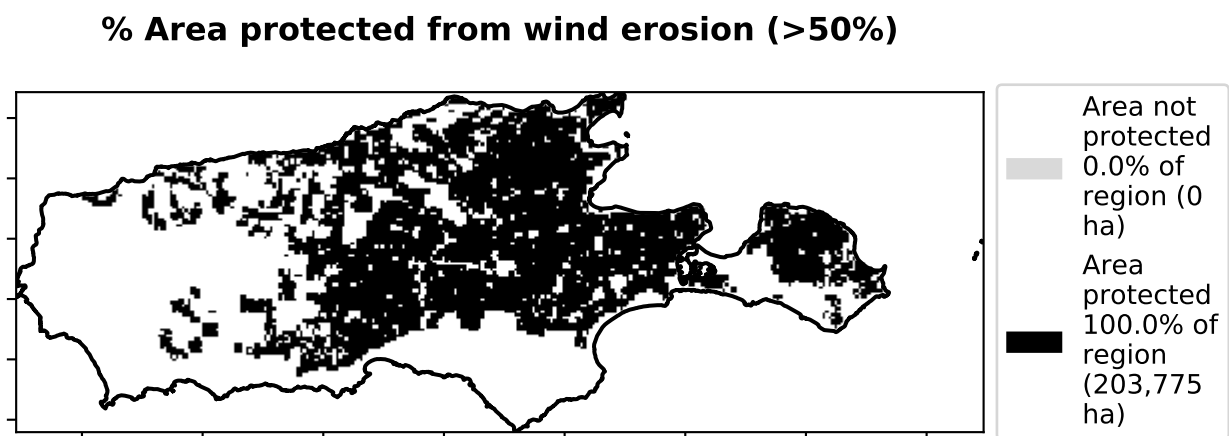 % Area protected from wind erosion (>50%)
Area not
protected
0.0% of
region (0
ha)
Area
protected
100.0% of
region
(203,775
ha)